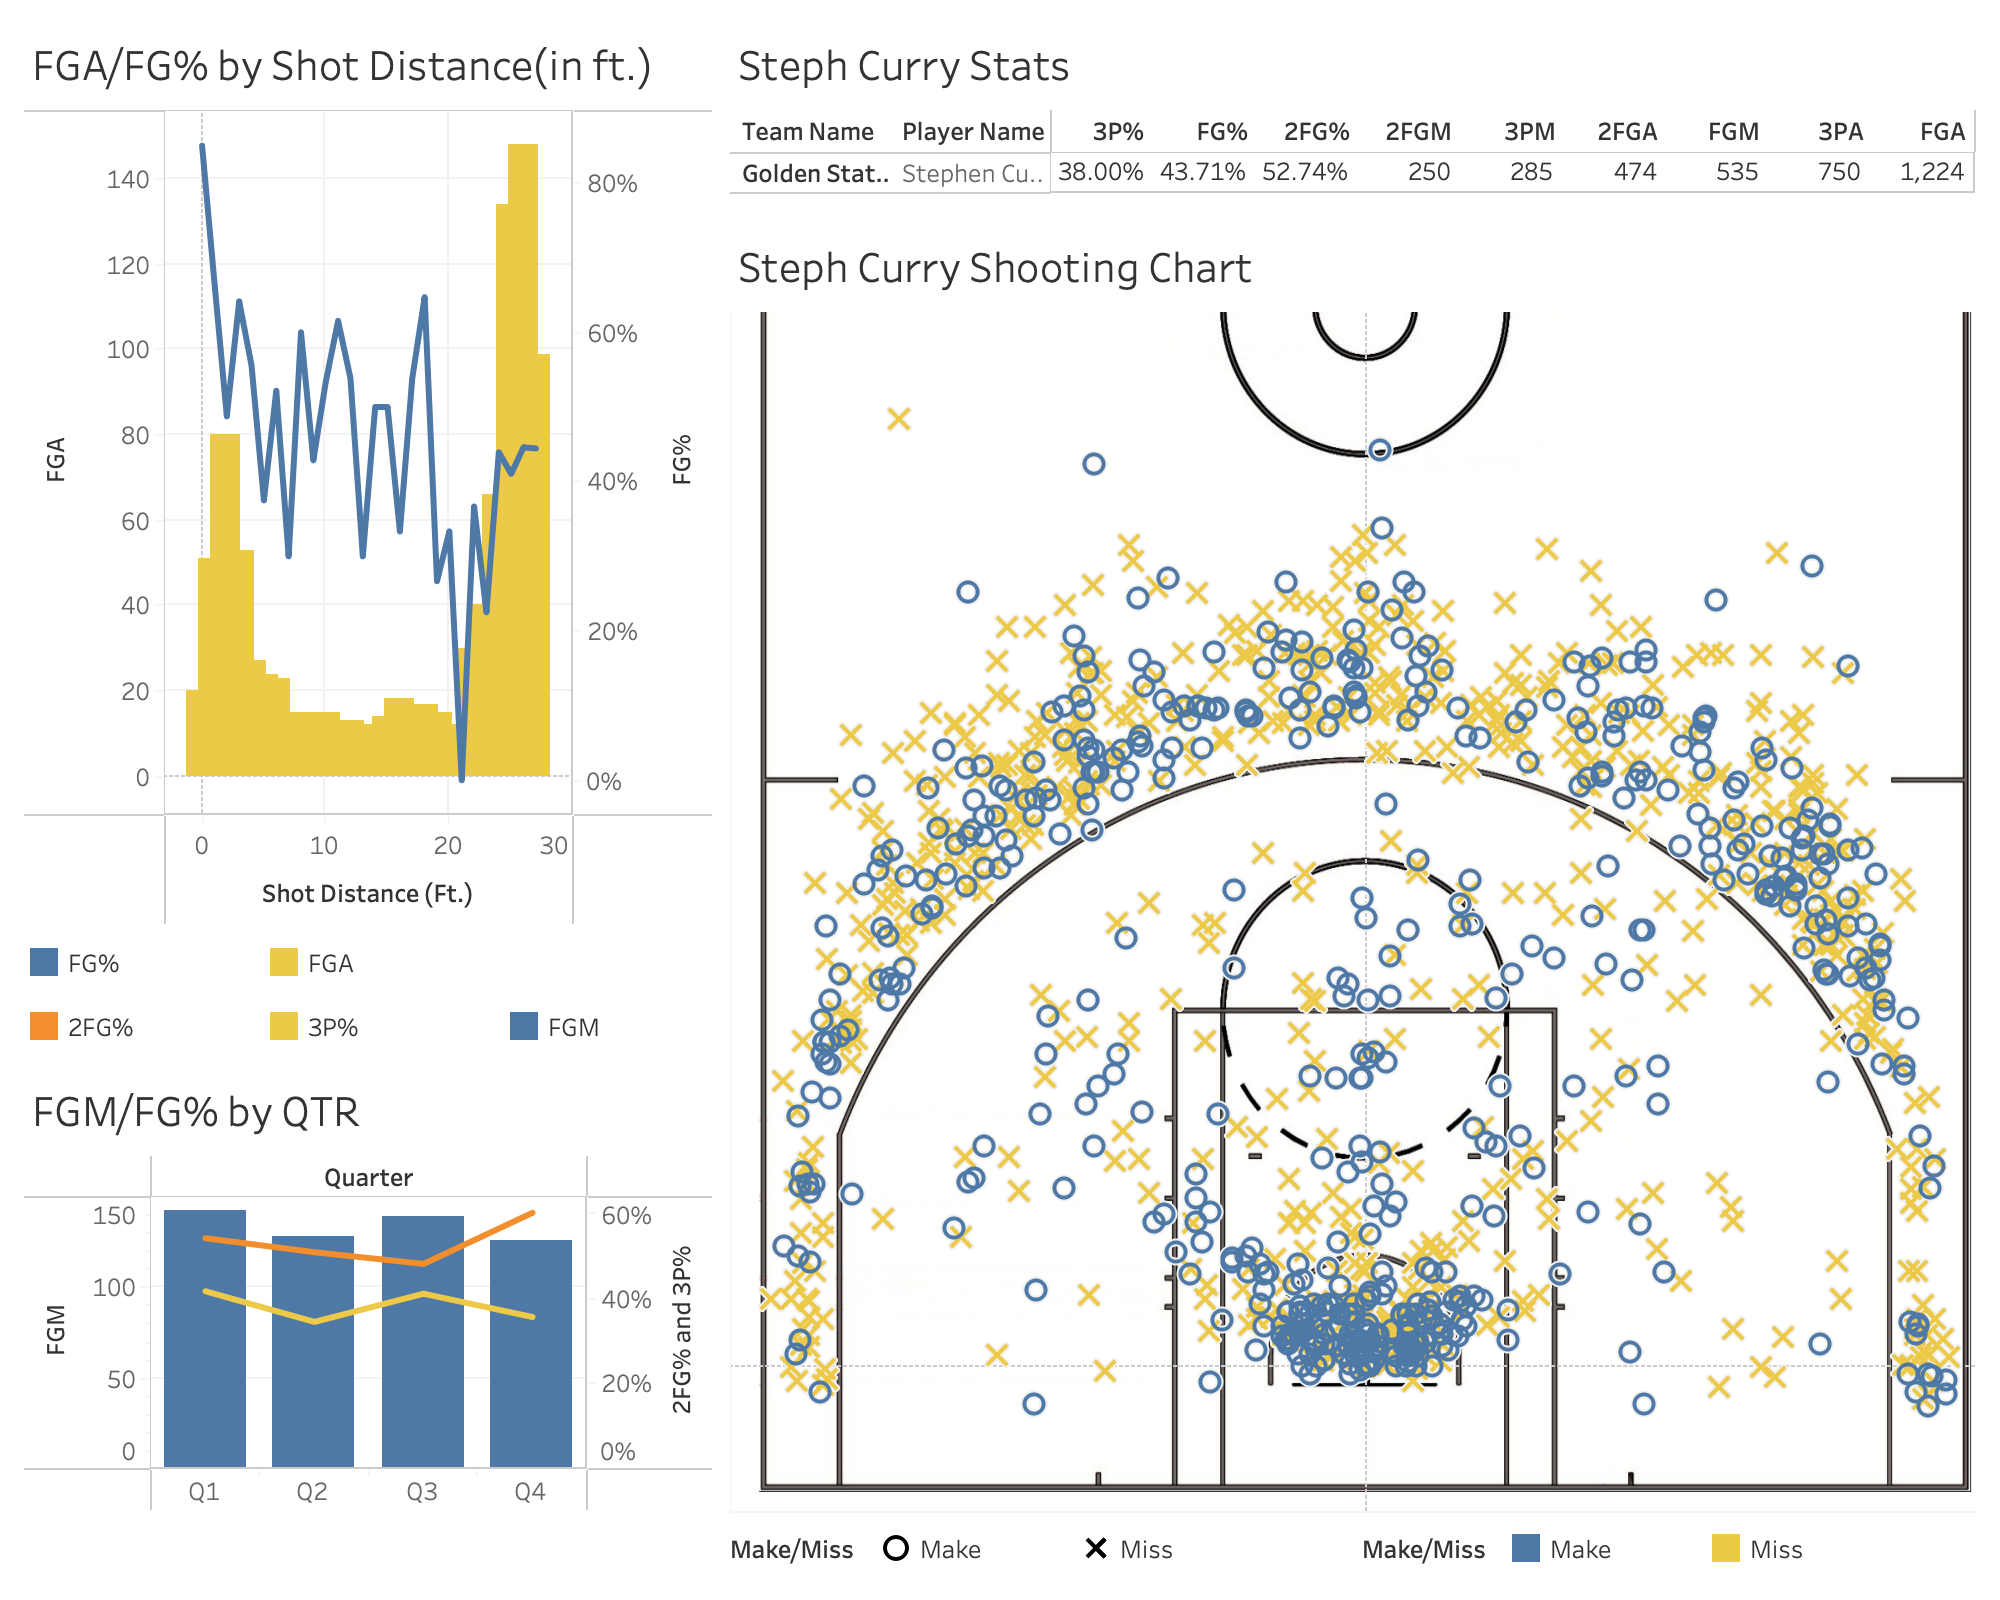 FGA/FG% by Shot Distance(in ft.)
FGA
140
120
100
80
60
40
20
0
80%
60%
40%
20%
0%
FG%
0 10 20 30
Shot Distance (Ft.)
FG% FGA
2FG% 3P% FGM
FGM/FG% by QTR
Quarter
FGM
150
100
50
0
60%
40%
20%
0%
2FG% and 3P%
Q1 Q2 Q3 Q4
Steph Curry Stats
Team Name Player Name 3P% FG% 2FG% 2FGM 3PM 2FGA FGM 3PA FGA
Golden Stat.. Stephen Cu.. 38.00% 43.71% 52.74% 250 285 474 535 750 1,224
Steph Curry Shooting Chart
Make/Miss Make Miss Make/Miss Make Miss